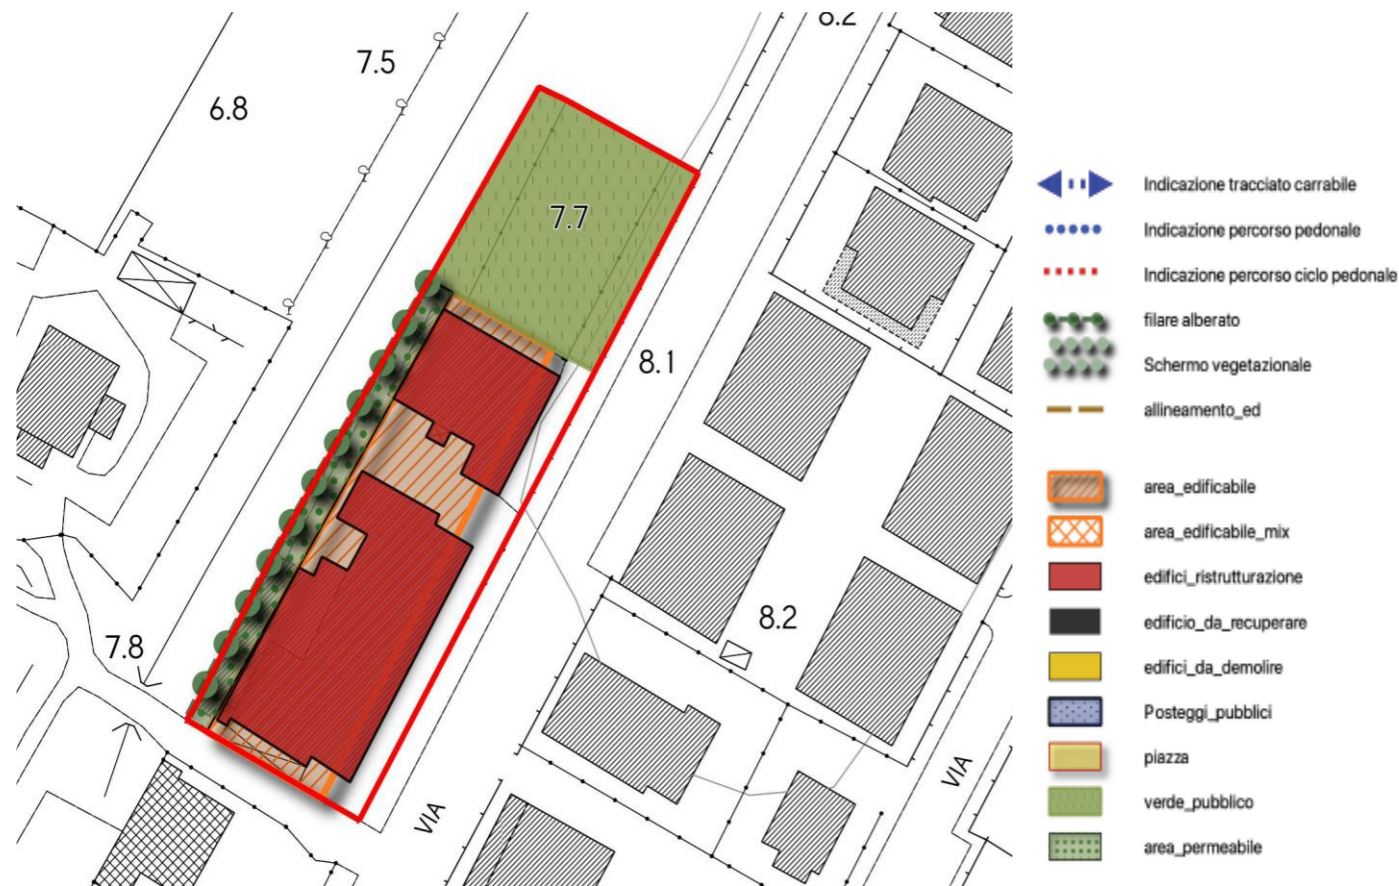 8.2
7.5
6.8
7.7
8.1
8.2
7.8
VIA
VIA
Indicazione tracciato carrabile
Indicazione percorso pedonale
Indicazione percorso ciclo pedonale
filare alberato
Schermo vegetazionale
allineamento_ed
area_edificabile
area_edificabile_mix
edifici_ristrutturazione
edificio_da_recuperare
edifici_da_demolire
Posteggi_pubblici
piazza
verde_pubblico
area_permeabile